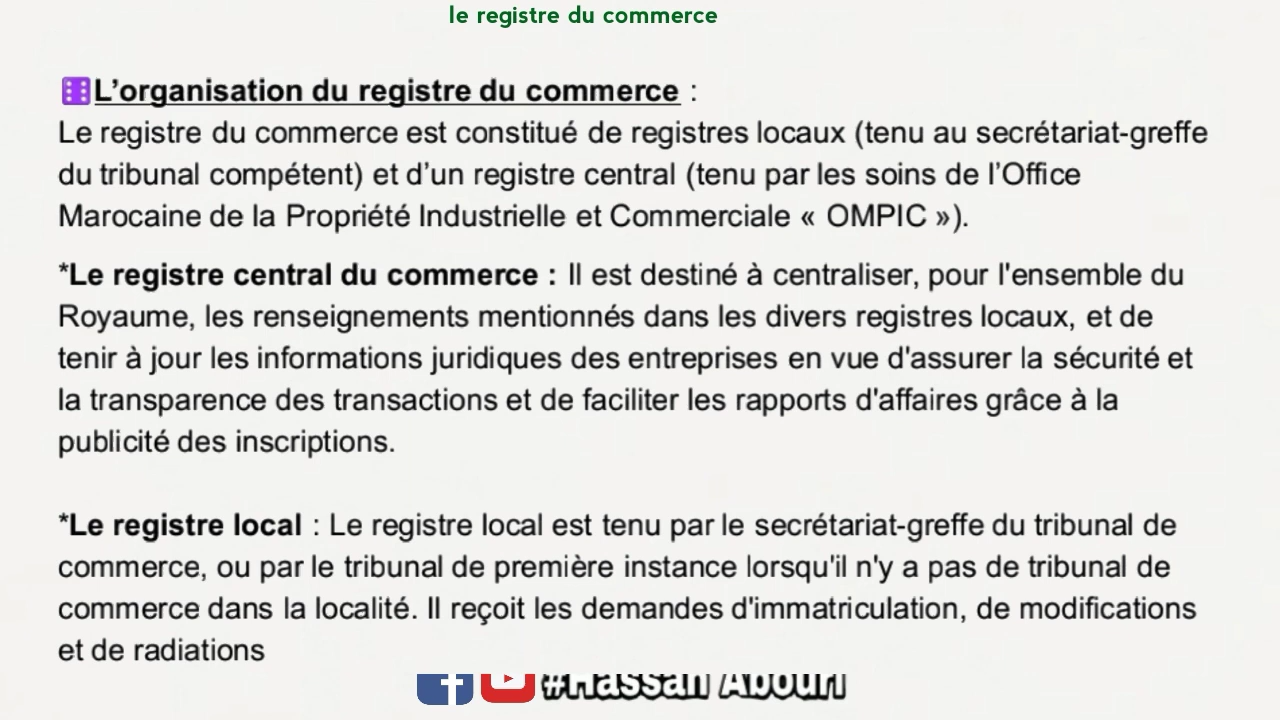 le registre du commerce
L’organisation du registre du commerce :
Le registre du commerce est constitué de registres locaux (tenu au secrétariat-greffe
du tribunal compétent) et d’un registre central (tenu par les soins de l’Office
Marocaine de la Propriété Industrielle et Commerciale « OMPIC »).
*Le registre central du commerce : Il est destiné à centraliser, pour l'ensemble du
Royaume, les renseignements mentionnés dans les divers registres locaux, et de
tenir à jour les informations juridiques des entreprises en vue d'assurer la sécurité et
la transparence des transactions et de faciliter les rapports d'affaires grâce à la
publicité des inscriptions.
*Le registre local : Le registre local est tenu par le secrétariat-greffe du tribunal de
commerce, ou par le tribunal de première instance lorsqu'il n'y a pas de tribunal de
commerce dans la localité. Il reçoit les demandes d'immatriculation, de modifications
et de radiations
#Hassan Abouri